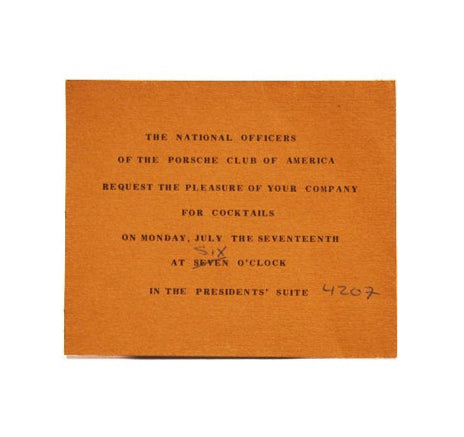 THE NATIONAL OFFICERS
OF THE PORSCHE CLUB OF AMERICA
REQUEST THE PLEASURE OF YOUR COMPANY
FOR COCKTAILS
ON MONDAY, JULY THE SEVENTEENTH
SIX
AT SEVEN O'CLOCK
IN THE PRESIDENTS' SUITE 4207